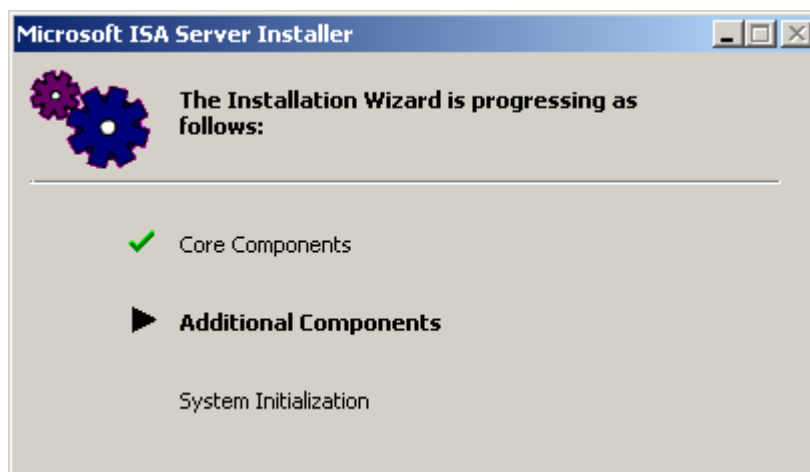 Microsoft ISA Server Installer
The Installation Wizard is progressing as
follows:
Core Components
Additional Components
System Initialization